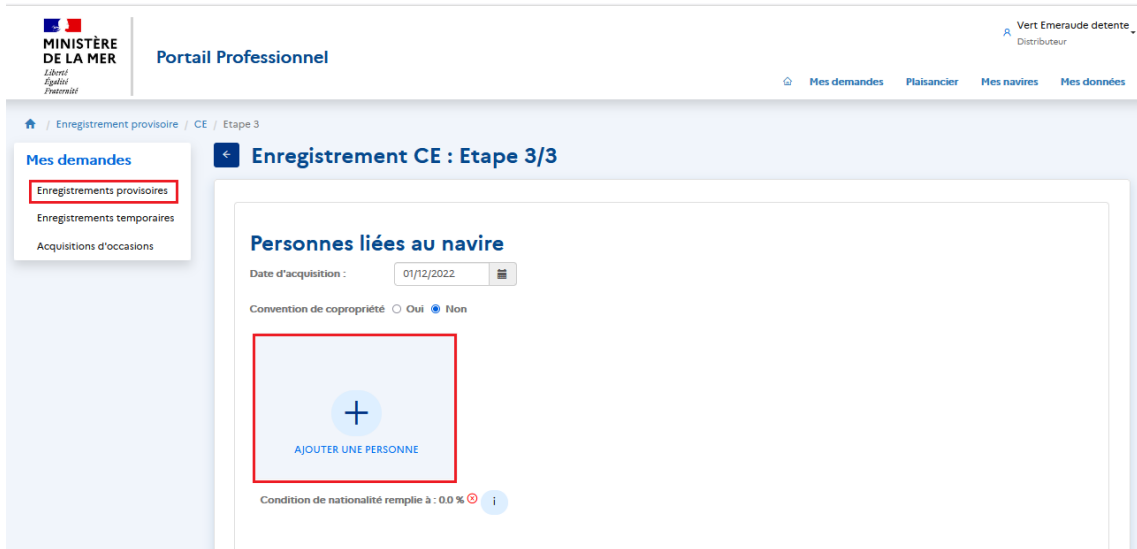 MINISTÈRE
DE LA MER
Liberté
Égalité
Fraternité
Portail Professionnel
Vert Emeraude detente
Distributeur
Mes demandes Plaisancier Mes navires Mes données
/ Enregistrement provisoire / CE / Etape 3
Mes demandes
Enregistrements provisoires
Enregistrements temporaires
Acquisitions d'occasions
Enregistrement CE : Etape 3/3
Personnes liées au navire
Date d'acquisition : 01/12/2022
Convention de copropriété Oui Non
AJOUTER UNE PERSONNE
Condition de nationalité remplie à : 0.0 % i